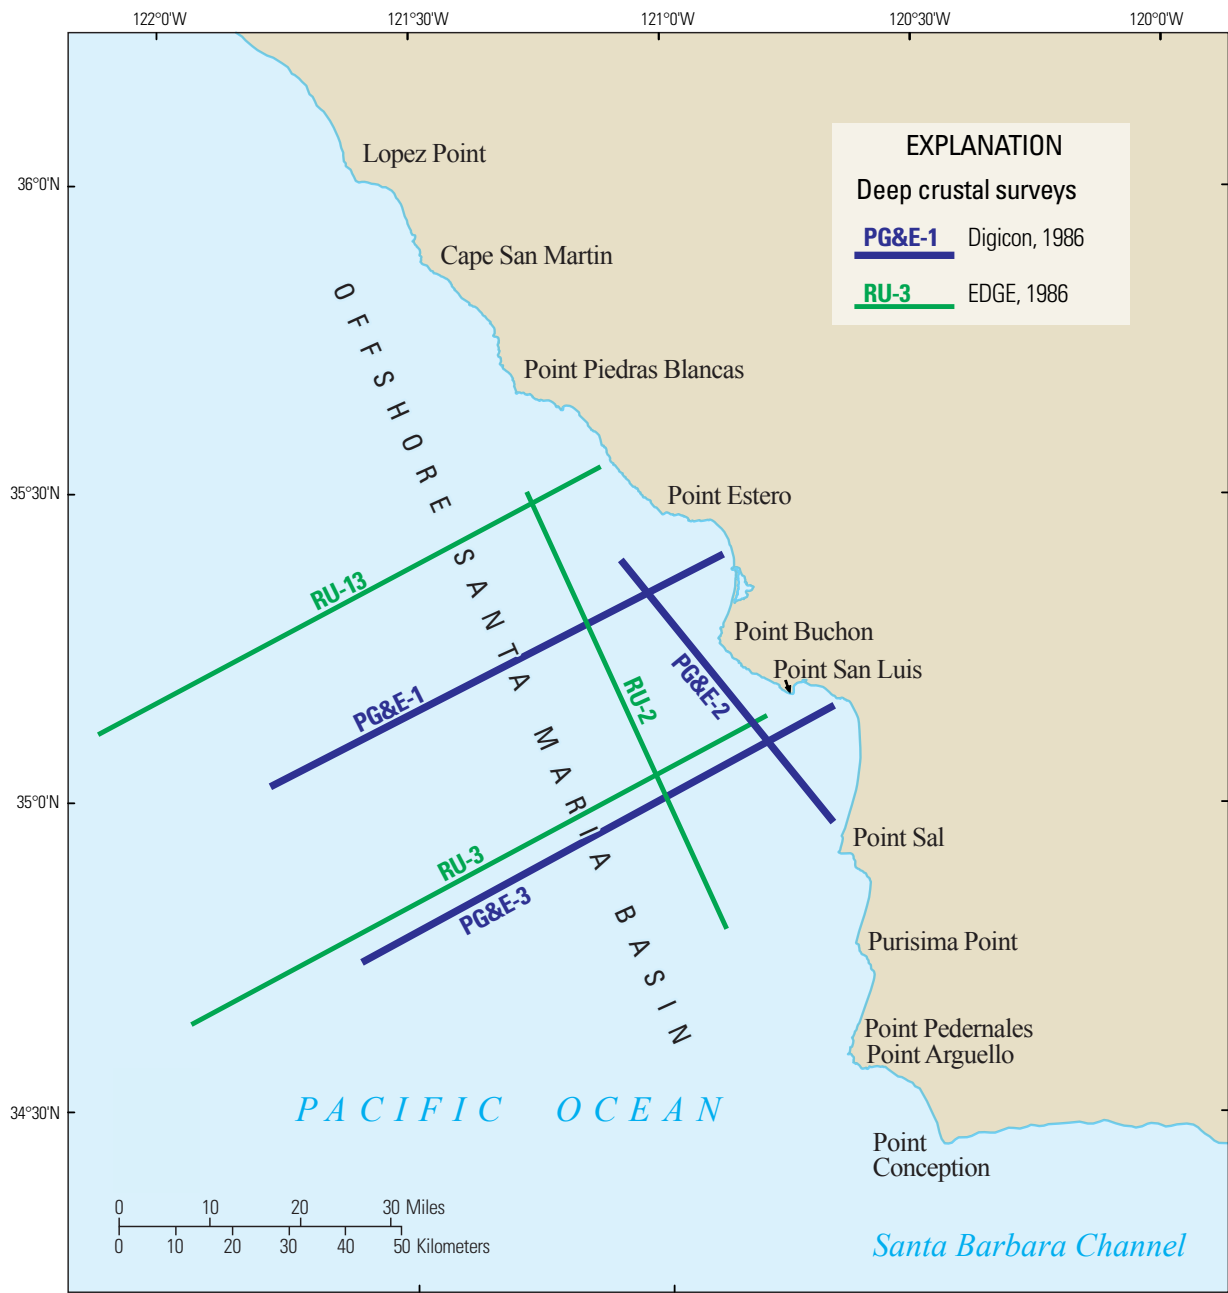 122°0'W
121°30'W
121°0'W
120°30'W
120°0'W
EXPLANATION
Deep crustal surveys
PG&E-1 Digicon, 1986
RU-3 EDGE, 1986
Lopez Point
36°0'N
Cape San Martin
OFFSHORE SANTA MARIA BASIN
Point Piedras Blancas
35°30'N
Point Estero
RU-13
Point Buchon
Point San Luis
PG&E-1
RU-2
PG&E-2
35°0'N
Point Sal
RU-3
PG&E-3
Purisima Point
Point Pedernales
Point Arguello
34°30'N
PACIFIC OCEAN
Point
Conception
0 10 20 30 Miles
0 10 20 30 40 50 Kilometers
Santa Barbara Channel